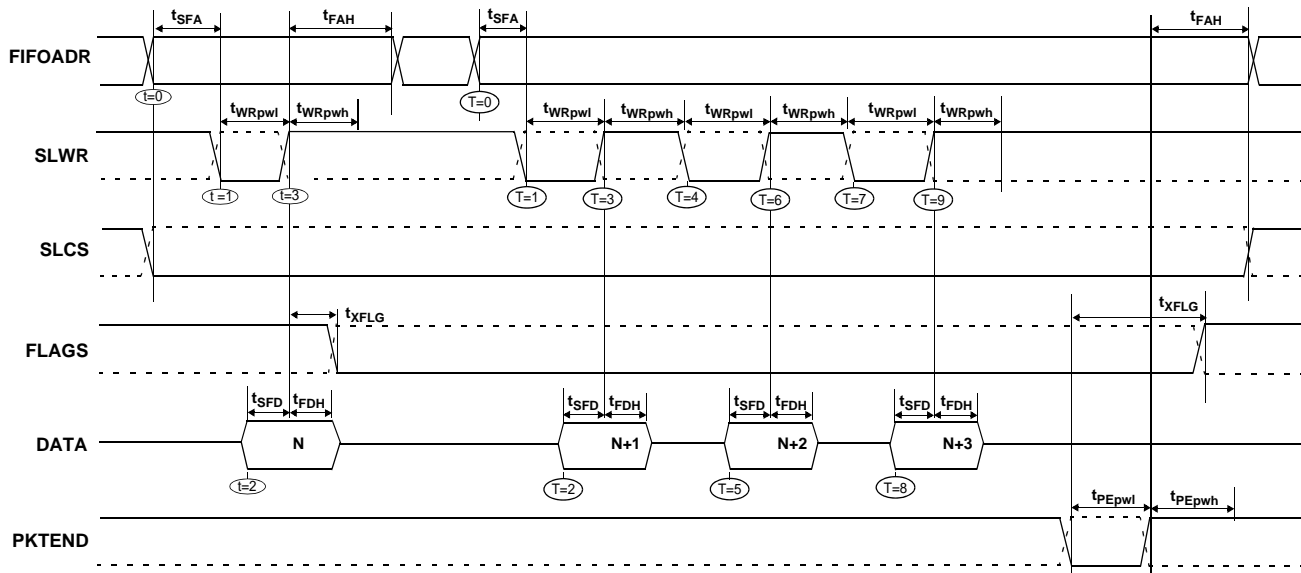 tSFA tFAH tSFA tFAH
FIFOADR
t=0 T=0
tWRpwl tWRpwh tWRpwl tWRpwh tWRpwl tWRpwh tWRpwl tWRpwh
SLWR
t=1 t=3 T=1 T=3 T=4 T=6 T=7 T=9
SLCS
tXFLG tXFLG
FLAGS
tSFD tFDH tSFD tFDH tSFD tFDH tSFD tFDH
DATA N N+1 N+2 N+3
t=2 T=2 T=5 T=8
tPEpwl tPEpwh
PKTEND